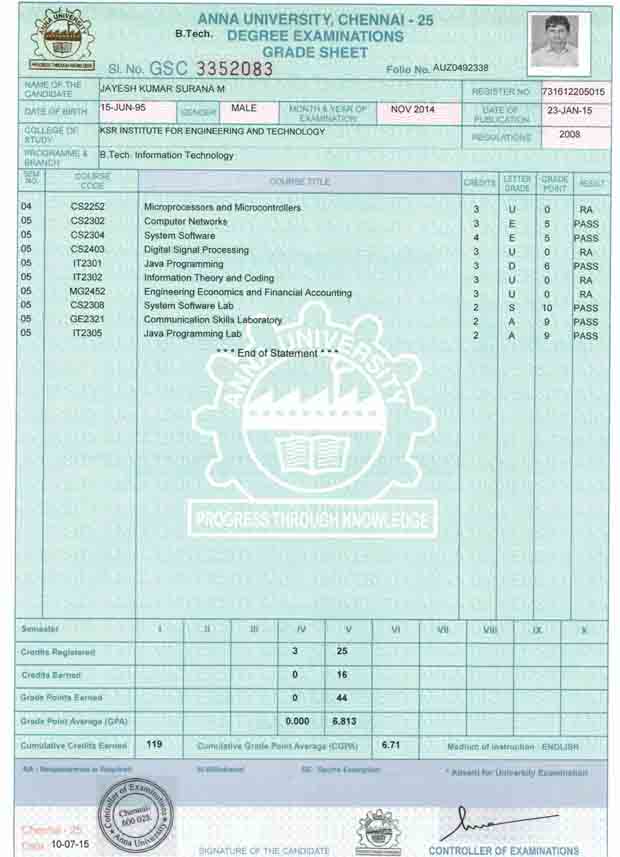 ANNA UNIVERSITY
PROGRESS THROUGH KNOWLEDGE
ANNA UNIVERSITY, CHENNAI - 25
B.Tech. DEGREE EXAMINATIONS
GRADE SHEET
Sl. No. GSC 3352083 Folio No. AUZ0492338
NAME OF THE CANDIDATE JAYESH KUMAR SURANA M REGISTER NO 731612205015
DATE OF BIRTH 15-JUN-95 GENDER MALE MONTH & YEAR OF EXAMINATION NOV 2014 DATE OF PUBLICATION 23-JAN-15
COLLEGE OF STUDY KSR INSTITUTE FOR ENGINEERING AND TECHNOLOGY REGULATIONS 2008
PROGRAMME & BRANCH B.Tech. Information Technology
SEM NO. COURSE CODE COURSE TITLE CREDITS LETTER GRADE GRADE POINT RESULT
04 CS2252 Microprocessors and Microcontrollers 3 U 0 RA
05 CS2302 Computer Networks 3 E 5 PASS
05 CS2304 System Software 4 E 5 PASS
05 CS2403 Digital Signal Processing 3 U 0 RA
05 IT2301 Java Programming 3 D 6 PASS
05 IT2302 Information Theory and Coding 3 U 0 RA
05 MG2452 Engineering Economics and Financial Accounting 3 U 0 RA
05 CS2308 System Software Lab 2 S 10 PASS
05 GE2321 Communication Skills Laboratory 2 A 9 PASS
05 IT2305 Java Programming Lab 2 A 9 PASS
* * * End of Statement * * *
ANNA UNIVERSITY
PROGRESS THROUGH KNOWLEDGE
Semester I II III IV V VI VII VIII IX X
Credits Registered 3 25
Credits Earned 0 16
Grade Points Earned 0 44
Grade Point Average (GPA) 0.000 6.813
Cumulative Credits Earned 119 Cumulative Grade Point Average (CGPA) 6.71 Medium of Instruction : ENGLISH
RA - Reappearance is Required W-Withdrawal SE - Sports Exemption * Absent for University Examination
Controller of Examinations
Chennai-
600 025.
Anna University
Chennai - 25
Date 10-07-15
SIGNATURE OF THE CANDIDATE CONTROLLER OF EXAMINATIONS